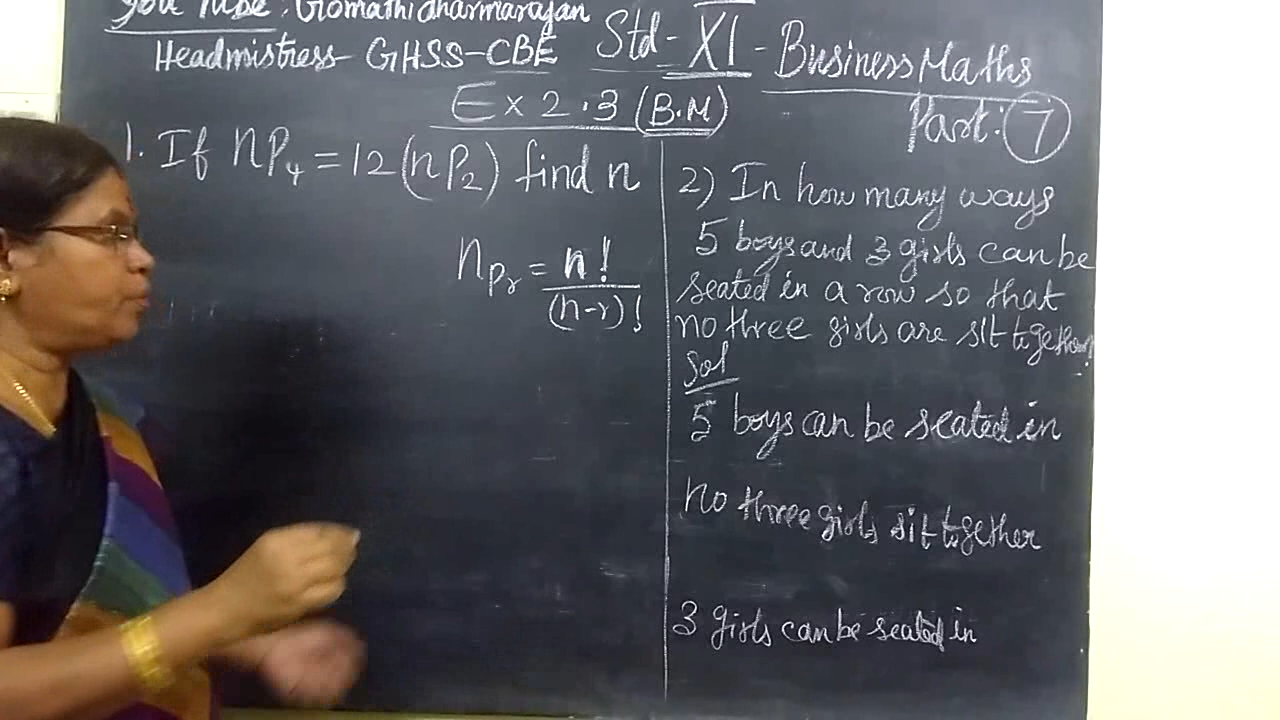 You Tube: Gomathidharmarajan
Headmistress - GHSS-CBE
Std - XI - Business Maths
Ex 2.3 (B.M)
Part: 7
1. If nP₄ = 12(nP₂) find n
nPr = n!
(n-r)!
2) In how many ways
5 boys and 3 girls can be
seated in a row so that
no three girls are sit together?
Sol
5 boys can be seated in
no three girls sit together
3 girls can be seated in